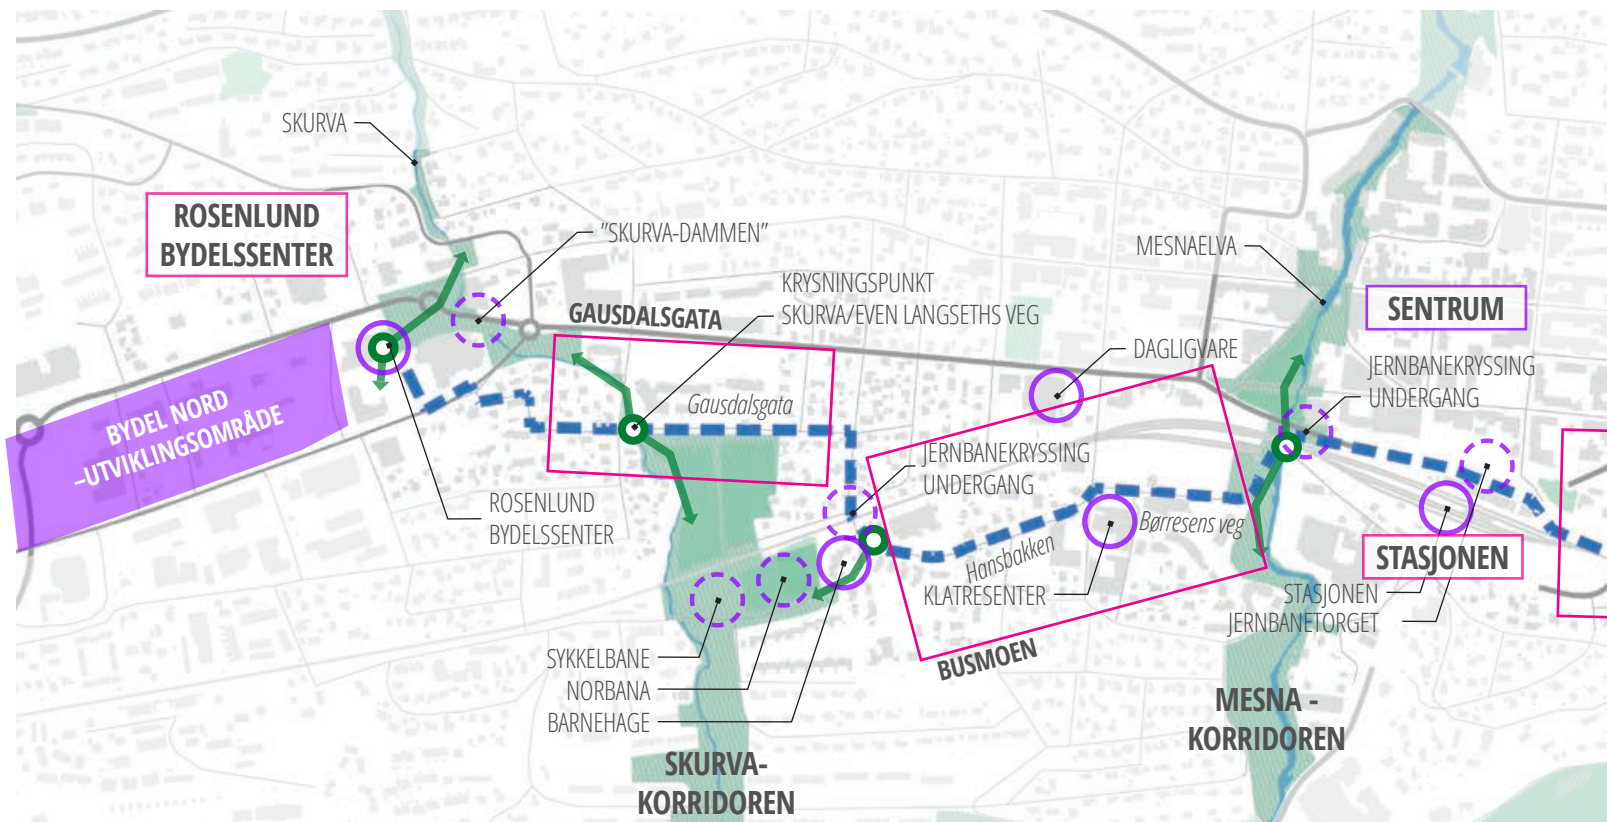 SKURVA
ROSENLUND
BYDELSSENTER
"SKURVA-DAMMEN"
KRYSNINGSPUNKT
SKURVA/EVEN LANGSETHS VEG
GAUSDALSGATA
MESNAELVA
SENTRUM
DAGLIGVARE
JERNBANEKRYSSING
UNDERGANG
BYDEL NORD
–UTVIKLINGSOMRÅDE
Gausdalsgata
JERNBANEKRYSSING
UNDERGANG
ROSENLUND
BYDELSSENTER
Hansbakken
Børresens veg
KLATRESENTER
STASJONEN
STASJONEN
JERNBANETORGET
BUSMOEN
SYKKELBANE
NORBANA
BARNEHAGE
MESNA -
KORRIDOREN
SKURVA-
KORRIDOREN